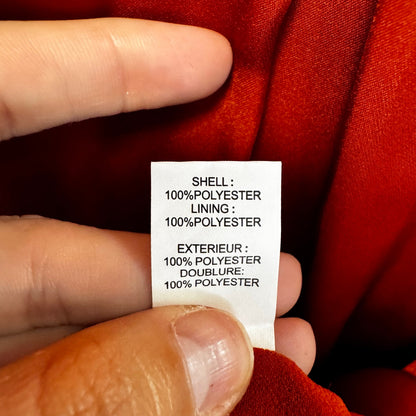 SHELL :
100%POLYESTER
LINING :
100%POLYESTER
EXTERIEUR :
100% POLYESTER
DOUBLURE:
100% POLYESTER